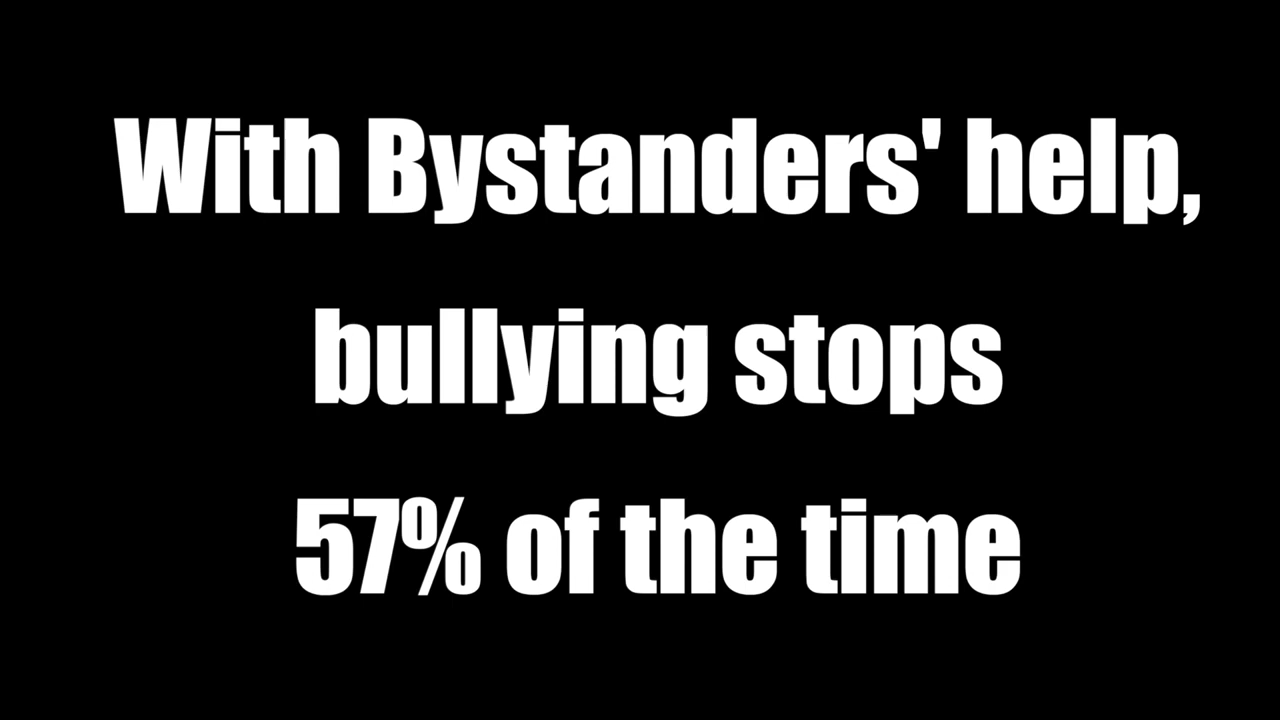 With Bystanders' help,
bullying stops
57% of the time